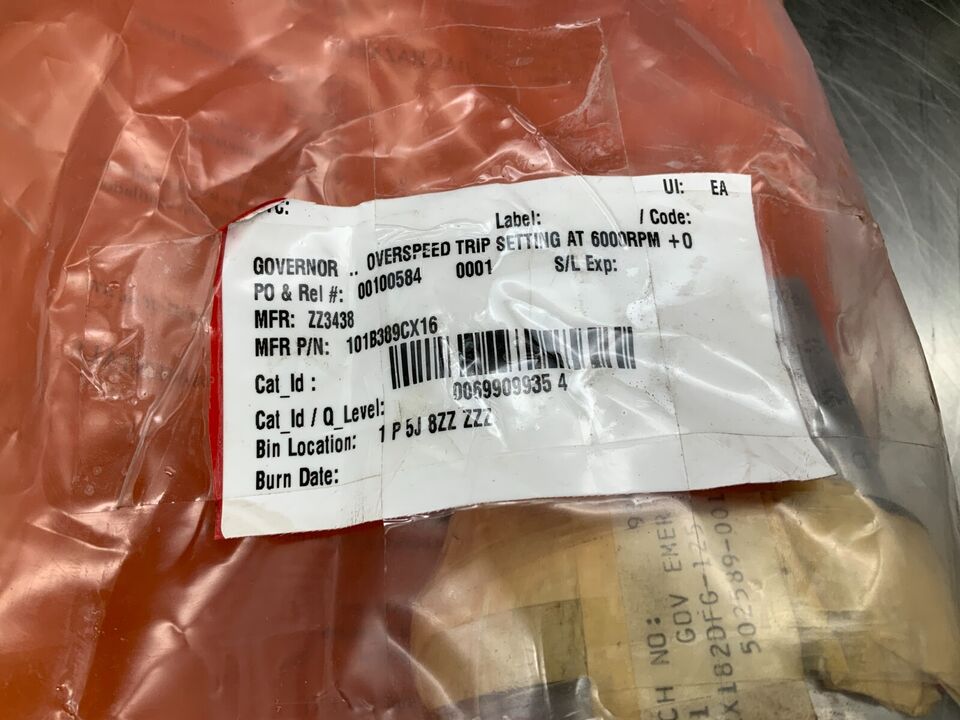 UI: EA
Label: / Code:
GOVERNOR .. OVERSPEED TRIP SETTING AT 6000RPM +0
PO & Rel #: 00100584 0001 S/L Exp:
MFR: ZZ3438
MFR P/N: 101B389CX16
Cat_Id :
0069909935 4
Cat_Id / Q_Level:
Bin Location: 1 P 5J 8ZZ ZZZ
Burn Date:
CH NO:
GOV EMER
X182DFG-125
502589-001